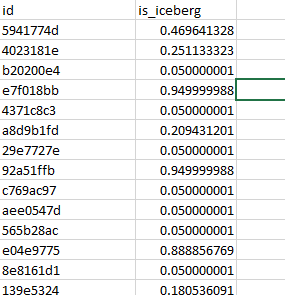 id is_iceberg
5941774d 0.469641328
4023181e 0.251133323
b20200e4 0.050000001
e7f018bb 0.949999988
4371c8c3 0.050000001
a8d9b1fd 0.209431201
29e7727e 0.050000001
92a51ffb 0.949999988
c769ac97 0.050000001
aee0547d 0.050000001
565b28ac 0.050000001
e04e9775 0.888856769
8e8161d1 0.050000001
139e5324 0.180536091